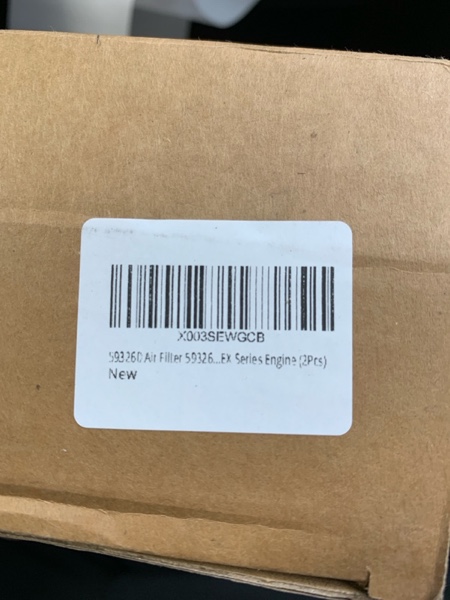 X003SEWGCB
593260 Air Filter 59326...EX Series Engine (2Pcs)
New